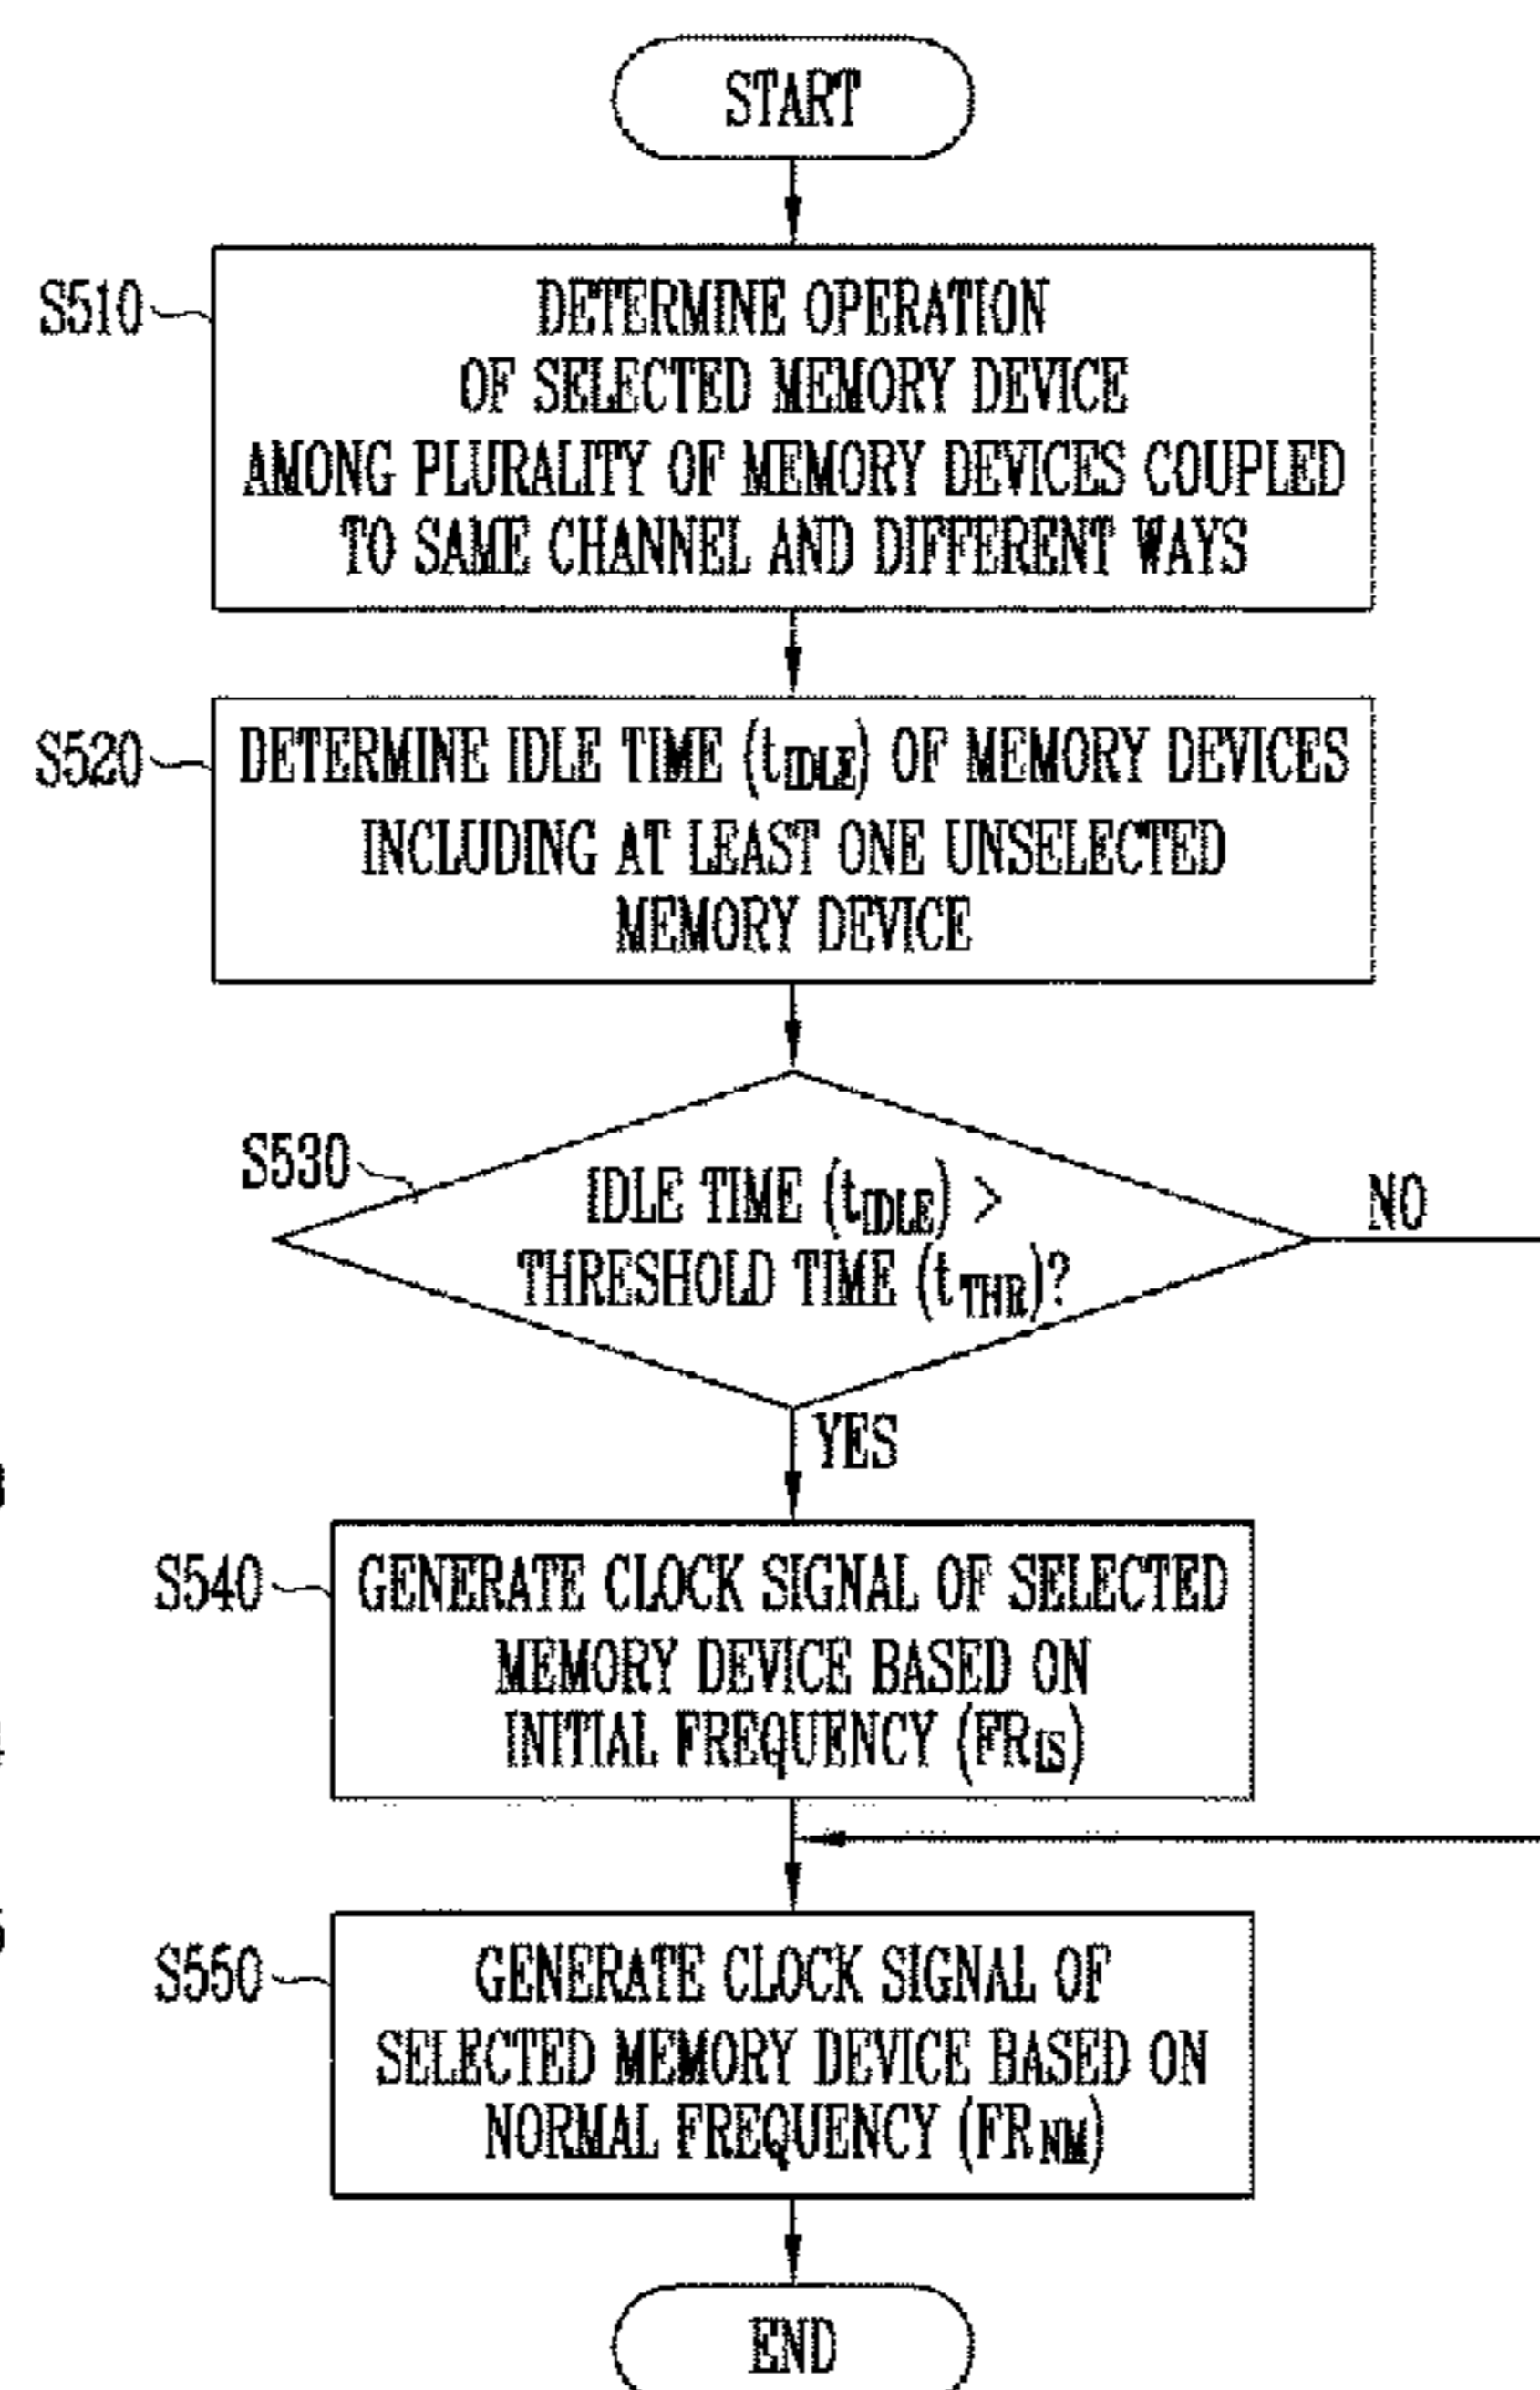 START
S510
DETERMINE OPERATION
OF SELECTED MEMORY DEVICE
AMONG PLURALITY OF MEMORY DEVICES COUPLED
TO SAME CHANNEL AND DIFFERENT WAYS
S520
DETERMINE IDLE TIME (tIDLE) OF MEMORY DEVICES
INCLUDING AT LEAST ONE UNSELECTED
MEMORY DEVICE
S530
IDLE TIME (tIDLE) >
THRESHOLD TIME (tTHR)?
NO
YES
S540
GENERATE CLOCK SIGNAL OF SELECTED
MEMORY DEVICE BASED ON
INITIAL FREQUENCY (FRIS)
S550
GENERATE CLOCK SIGNAL OF
SELECTED MEMORY DEVICE BASED ON
NORMAL FREQUENCY (FRNM)
END